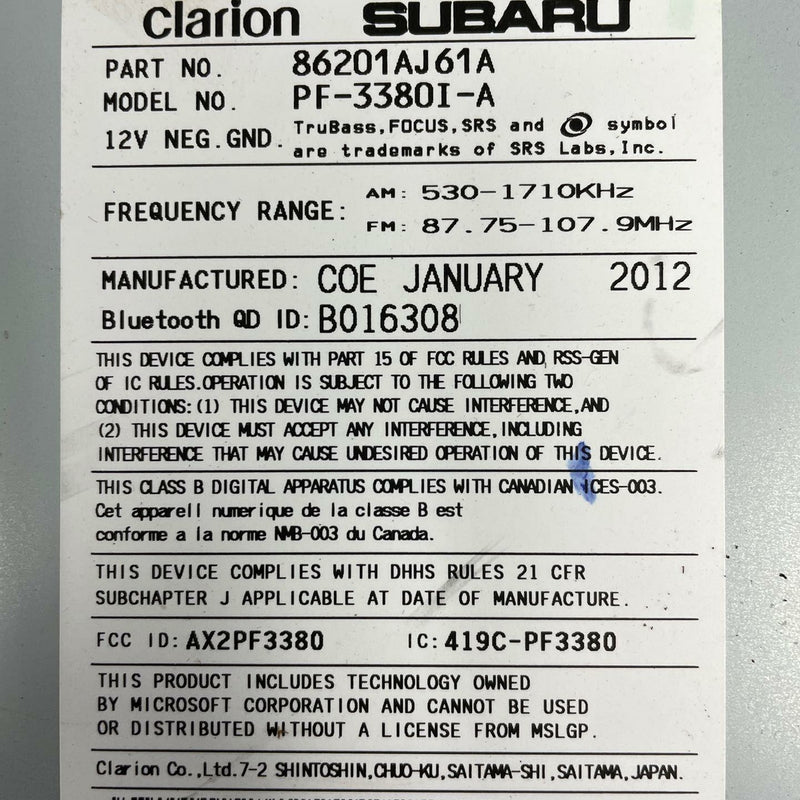 clarion SUBARU
PART NO. 86201AJ61A
MODEL NO. PF-3380I-A
12V NEG.GND. TruBass,FOCUS,SRS and symbol
are trademarks of SRS Labs,Inc.
FREQUENCY RANGE: AM: 530-1710KHz
FM: 87.75-107.9MHz
MANUFACTURED: COE JANUARY 2012
Bluetooth QD ID: B016308
THIS DEVICE COMPLIES WITH PART 15 OF FCC RULES AND, RSS-GEN
OF IC RULES.OPERATION IS SUBJECT TO THE FOLLOWING TWO
CONDITIONS:(1) THIS DEVICE MAY NOT CAUSE INTERFERENCE,AND
(2) THIS DEVICE MUST ACCEPT ANY INTERFERENCE,INCLUDING
INTERFERENCE THAT MAY CAUSE UNDESIRED OPERATION OF THIS DEVICE.
THIS CLASS B DIGITAL APPARATUS COMPLIES WITH CANADIAN ICES-003.
Cet appareil numerique de la classe B est
conforme a la norme NMB-003 du Canada.
THIS DEVICE COMPLIES WITH DHHS RULES 21 CFR
SUBCHAPTER J APPLICABLE AT DATE OF MANUFACTURE.
FCC ID: AX2PF3380 IC: 419C-PF3380
THIS PRODUCT INCLUDES TECHNOLOGY OWNED
BY MICROSOFT CORPORATION AND CANNOT BE USED
OR DISTRIBUTED WITHOUT A LICENSE FROM MSLGP.
Clarion Co.,Ltd.7-2 SHINTOSHIN,CHUO-KU,SAITAMA-SHI,SAITAMA,JAPAN.